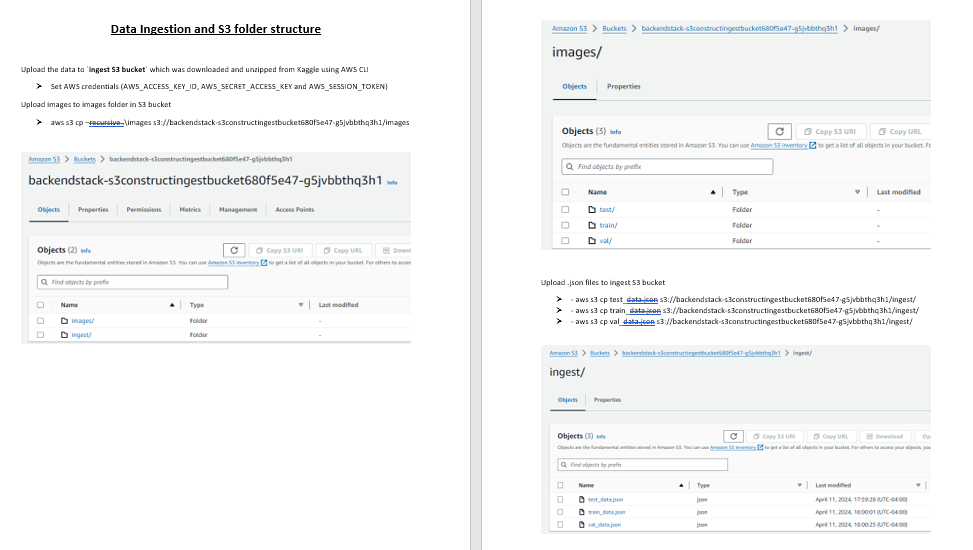 Data Ingestion and S3 folder structure
Upload the data to `ingest S3 bucket` which was downloaded and unzipped from Kaggle using AWS CLI
➤ Set AWS credentials (AWS_ACCESS_KEY_ID, AWS_SECRET_ACCESS_KEY and AWS_SESSION_TOKEN)
Upload images to images folder in S3 bucket
➤ aws s3 cp –recursive .\images s3://backendstack-s3constructingestbucket680f5e47-g5jvbbthq3h1/images
Amazon S3 > Buckets > backendstack-s3constructingestbucket680f5e47-g5jvbbthq3h1
backendstack-s3constructingestbucket680f5e47-g5jvbbthq3h1 Info
Objects Properties Permissions Metrics Management Access Points
Objects (2) Info Copy S3 URI Copy URL Downl
Objects are the fundamental entities stored in Amazon S3. You can use Amazon S3 inventory to get a list of all objects in your bucket. For others to acces
Find objects by prefix
Name Type Last modified
images/ Folder -
ingest/ Folder -
Amazon S3 > Buckets > backendstack-s3constructingestbucket680f5e47-g5jvbbthq3h1 > images/
images/
Objects Properties
Objects (3) Info Copy S3 URI Copy URL
Objects are the fundamental entities stored in Amazon S3. You can use Amazon S3 inventory to get a list of all objects in your bucket. Fo
Find objects by prefix
Name Type Last modified
test/ Folder -
train/ Folder -
val/ Folder -
Upload .json files to ingest S3 bucket
➤ - aws s3 cp test_data.json s3://backendstack-s3constructingestbucket680f5e47-g5jvbbthq3h1/ingest/
➤ - aws s3 cp train_data.json s3://backendstack-s3constructingestbucket680f5e47-g5jvbbthq3h1/ingest/
➤ - aws s3 cp val_data.json s3://backendstack-s3constructingestbucket680f5e47-g5jvbbthq3h1/ingest/
Amazon S3 > Buckets > backendstack-s3constructingestbucket680f5e47-g5jvbbthq3h1 > ingest/
ingest/
Objects Properties
Objects (3) Info Copy S3 URI Copy URL Download Op
Objects are the fundamental entities stored in Amazon S3. You can use Amazon S3 inventory to get a list of all objects in your bucket. For others to access your objects, you
Find objects by prefix
Name Type Last modified
test_data.json json April 11, 2024, 17:59:28 (UTC-04:00)
train_data.json json April 11, 2024, 18:00:01 (UTC-04:00)
val_data.json json April 11, 2024, 18:00:25 (UTC-04:00)